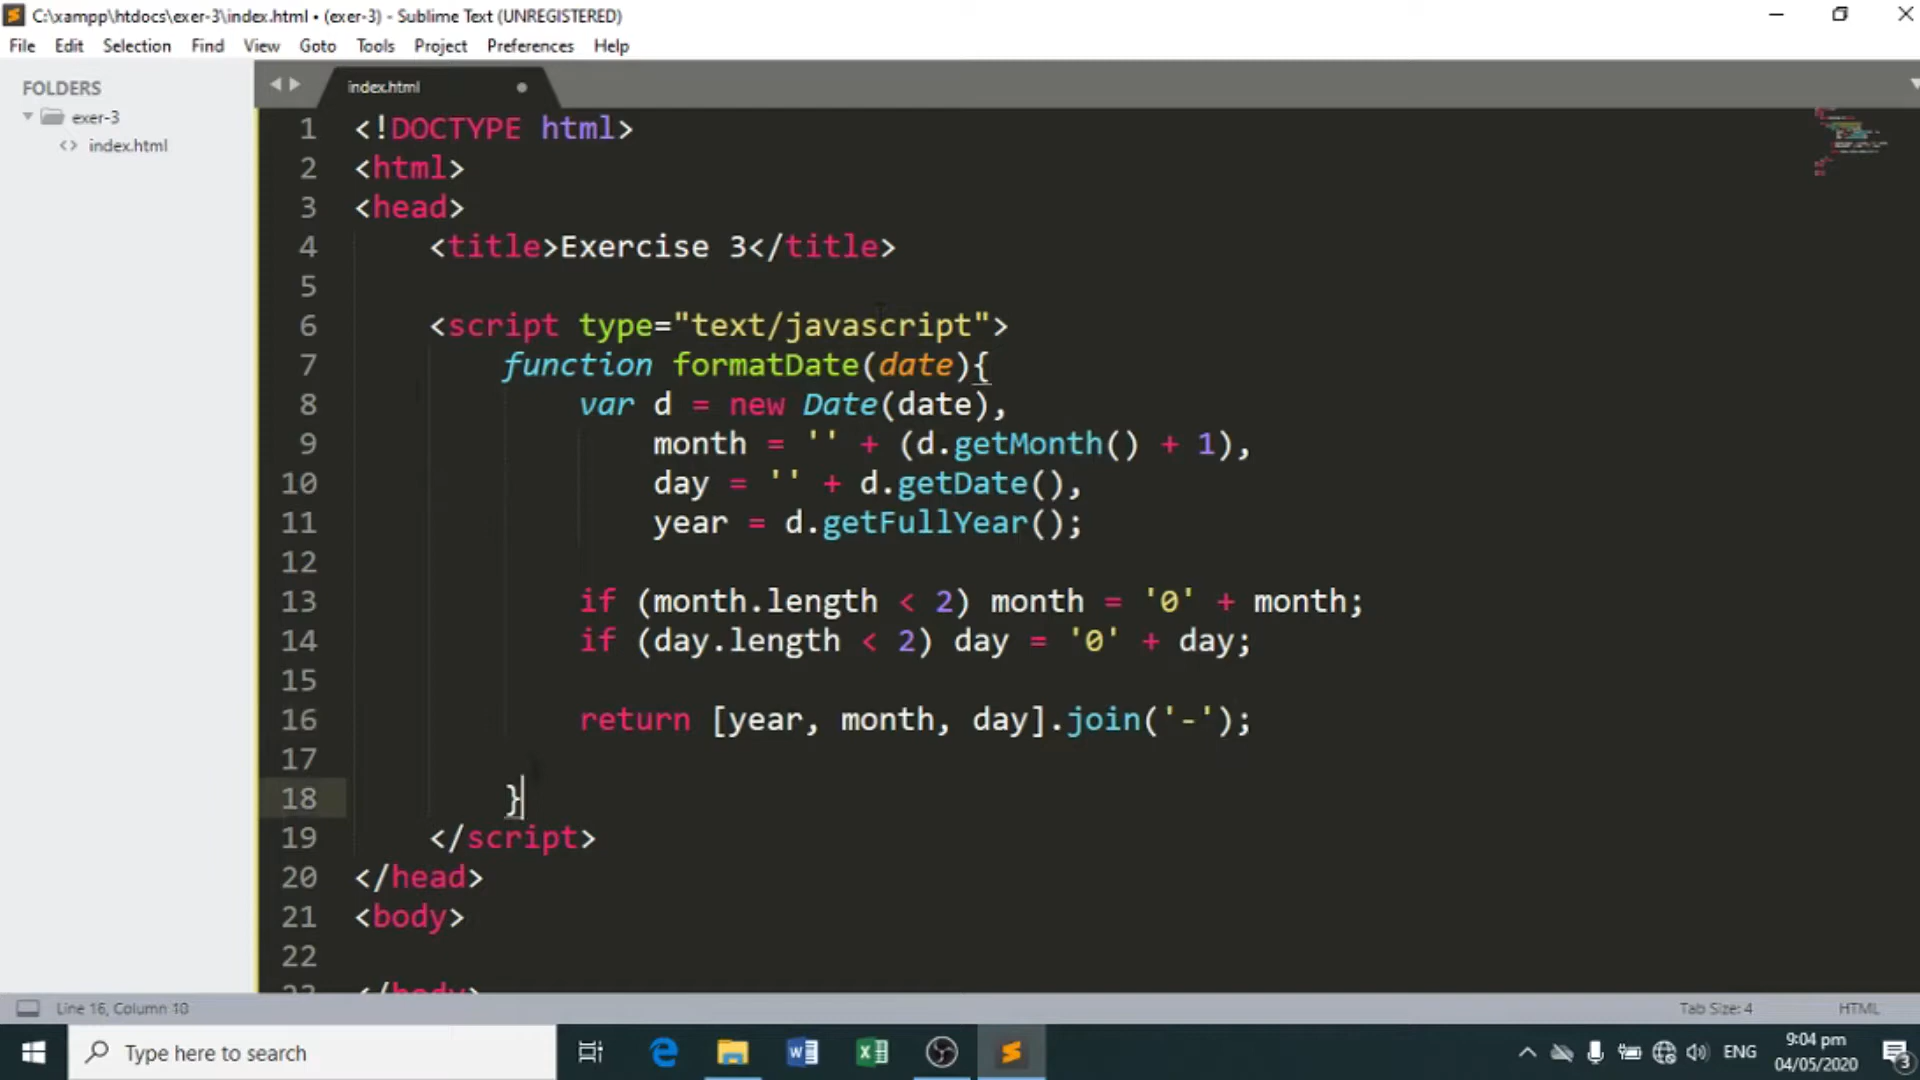 C:\xampp\htdocs\exer-3\index.html • (exer-3) - Sublime Text (UNREGISTERED)
File Edit Selection Find View Goto Tools Project Preferences Help
FOLDERS
exer-3
index.html
index.html
1 <!DOCTYPE html>
2 <html>
3 <head>
4 <title>Exercise 3</title>
5
6 <script type="text/javascript">
7 function formatDate(date){
8 var d = new Date(date),
9 month = '' + (d.getMonth() + 1),
10 day = '' + d.getDate(),
11 year = d.getFullYear();
12
13 if (month.length < 2) month = '0' + month;
14 if (day.length < 2) day = '0' + day;
15
16 return [year, month, day].join('-');
17
18 }
19 </script>
20 </head>
21 <body>
22
23 </body>
Line 16, Column 10
Tab Size: 4
HTML
Type here to search
ENG
9:04 pm
04/05/2020
3